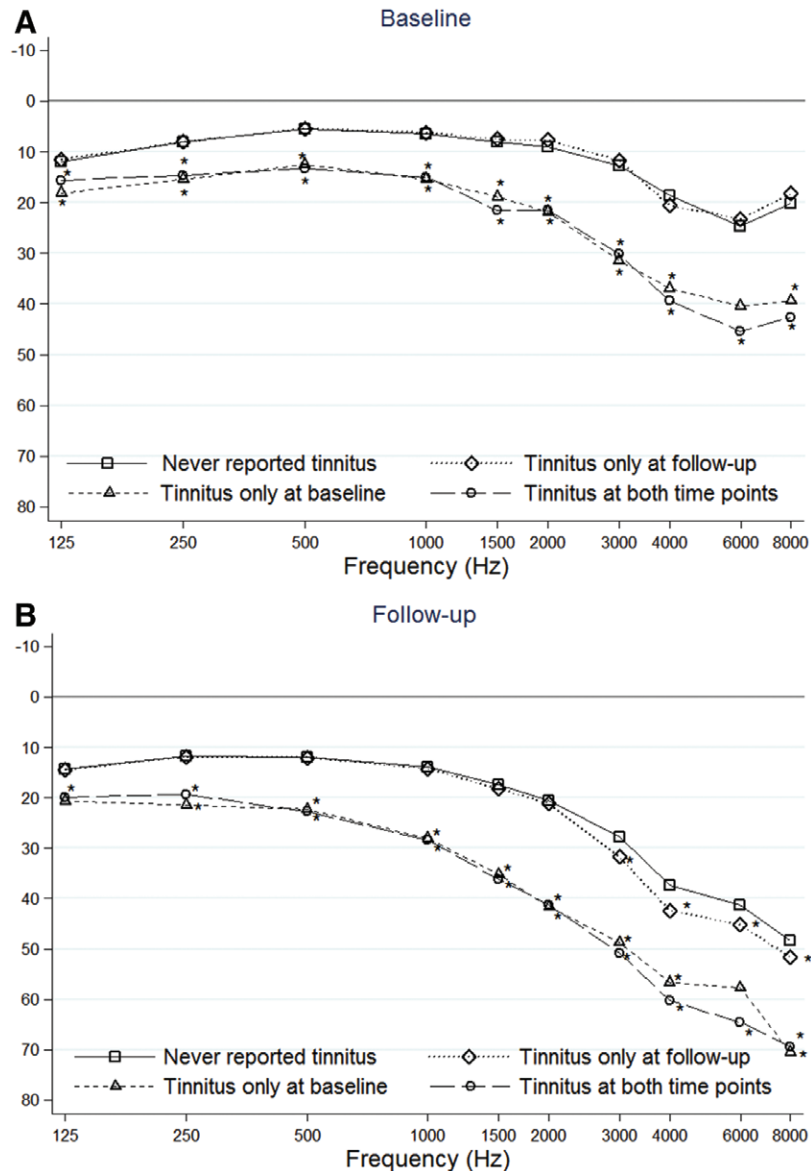 A
Baseline
-10
0
10
20
30
40
50
60
70
80
Never reported tinnitus
Tinnitus only at follow-up
Tinnitus only at baseline
Tinnitus at both time points
125 250 500 1000 1500 2000 3000 4000 6000 8000
Frequency (Hz)
B
Follow-up
-10
0
10
20
30
40
50
60
70
80
Never reported tinnitus
Tinnitus only at follow-up
Tinnitus only at baseline
Tinnitus at both time points
125 250 500 1000 1500 2000 3000 4000 6000 8000
Frequency (Hz)